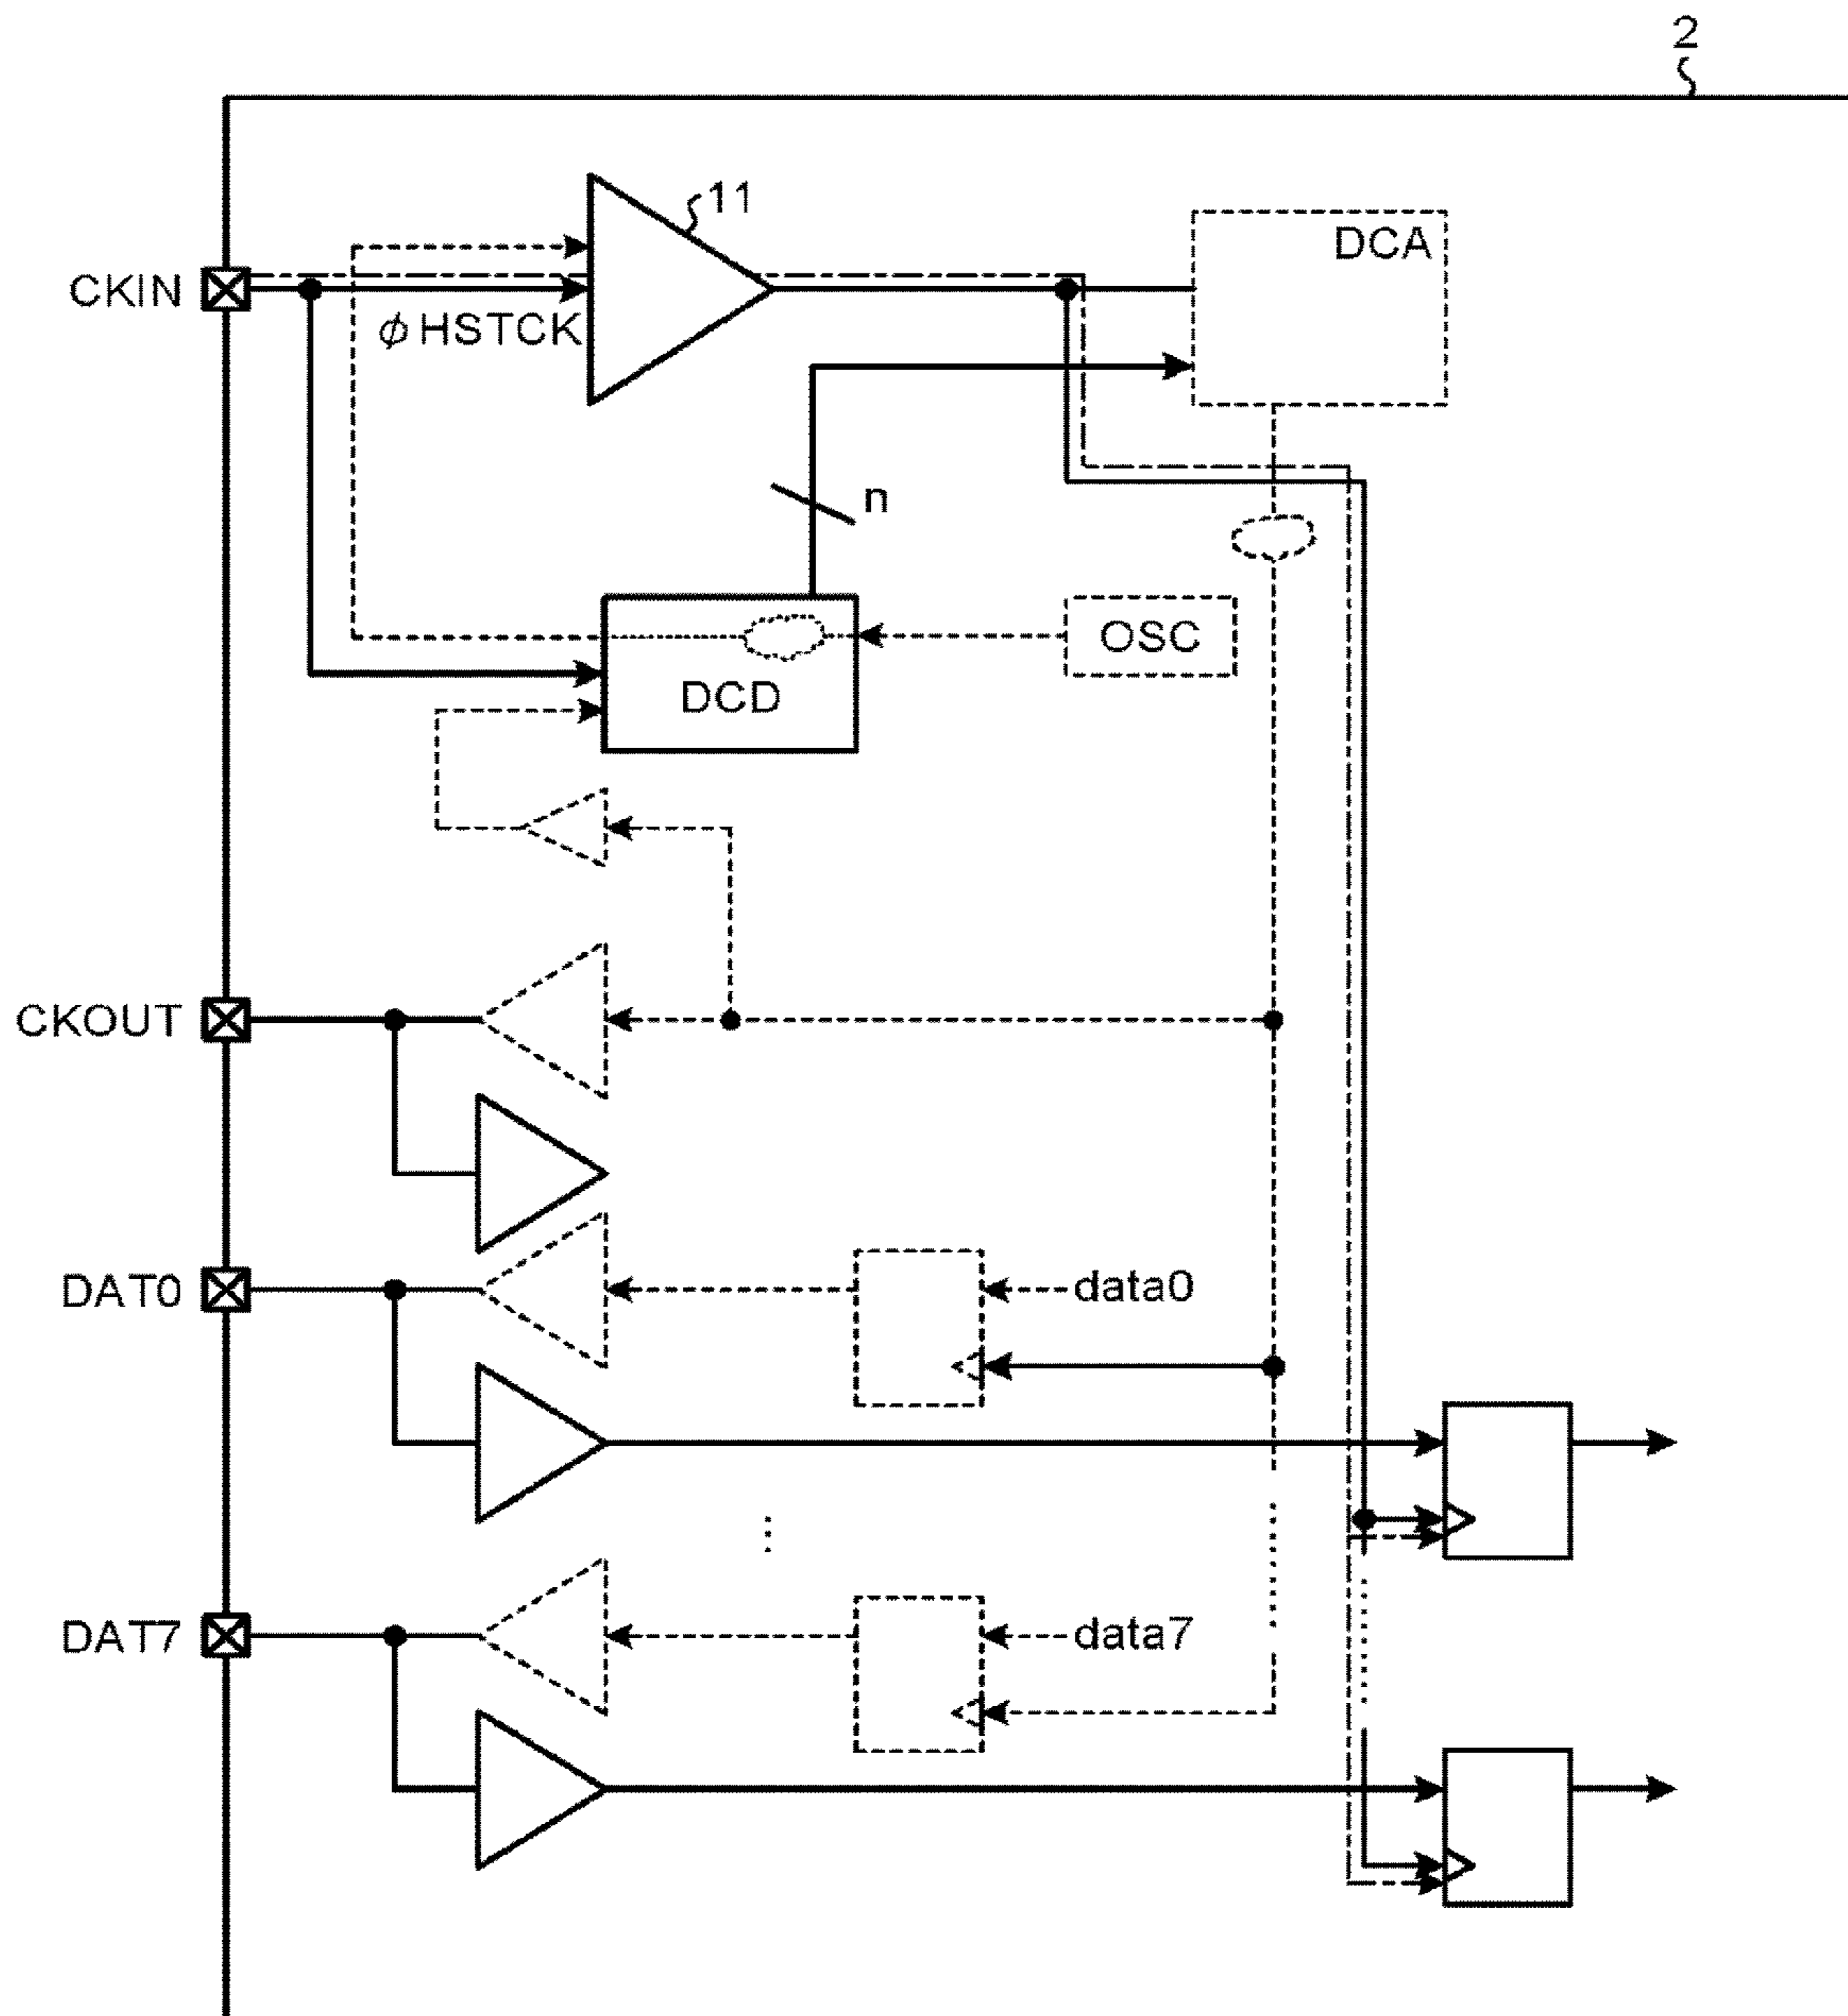 2
11
DCA
CKIN
ϕHSTCK
n
OSC
DCD
CKOUT
DAT0
data0
DAT7
data7